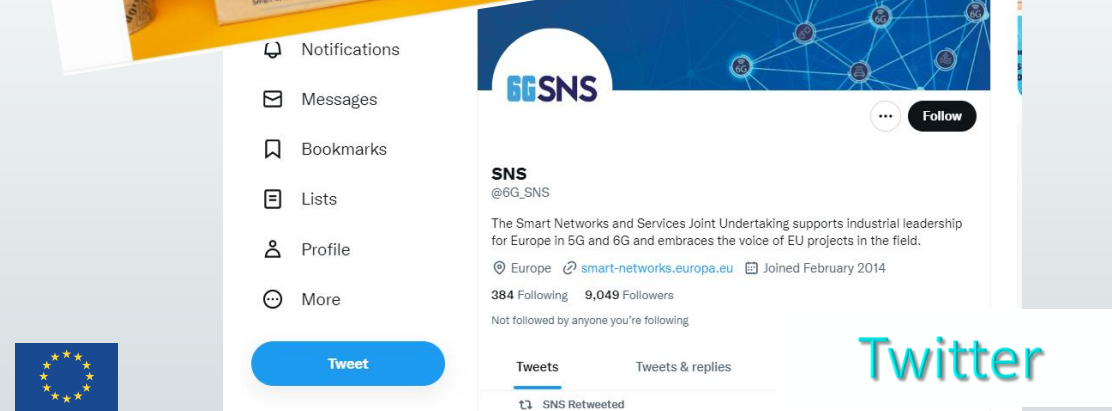 Notifications
Messages
Bookmarks
Lists
Profile
More
Tweet
6G
6G
6G
6GSNS
Follow
SNS
@6G_SNS
The Smart Networks and Services Joint Undertaking supports industrial leadership
for Europe in 5G and 6G and embraces the voice of EU projects in the field.
Europe smart-networks.europa.eu Joined February 2014
384 Following 9,049 Followers
Not followed by anyone you're following
Tweets Tweets & replies
SNS Retweeted
Twitter